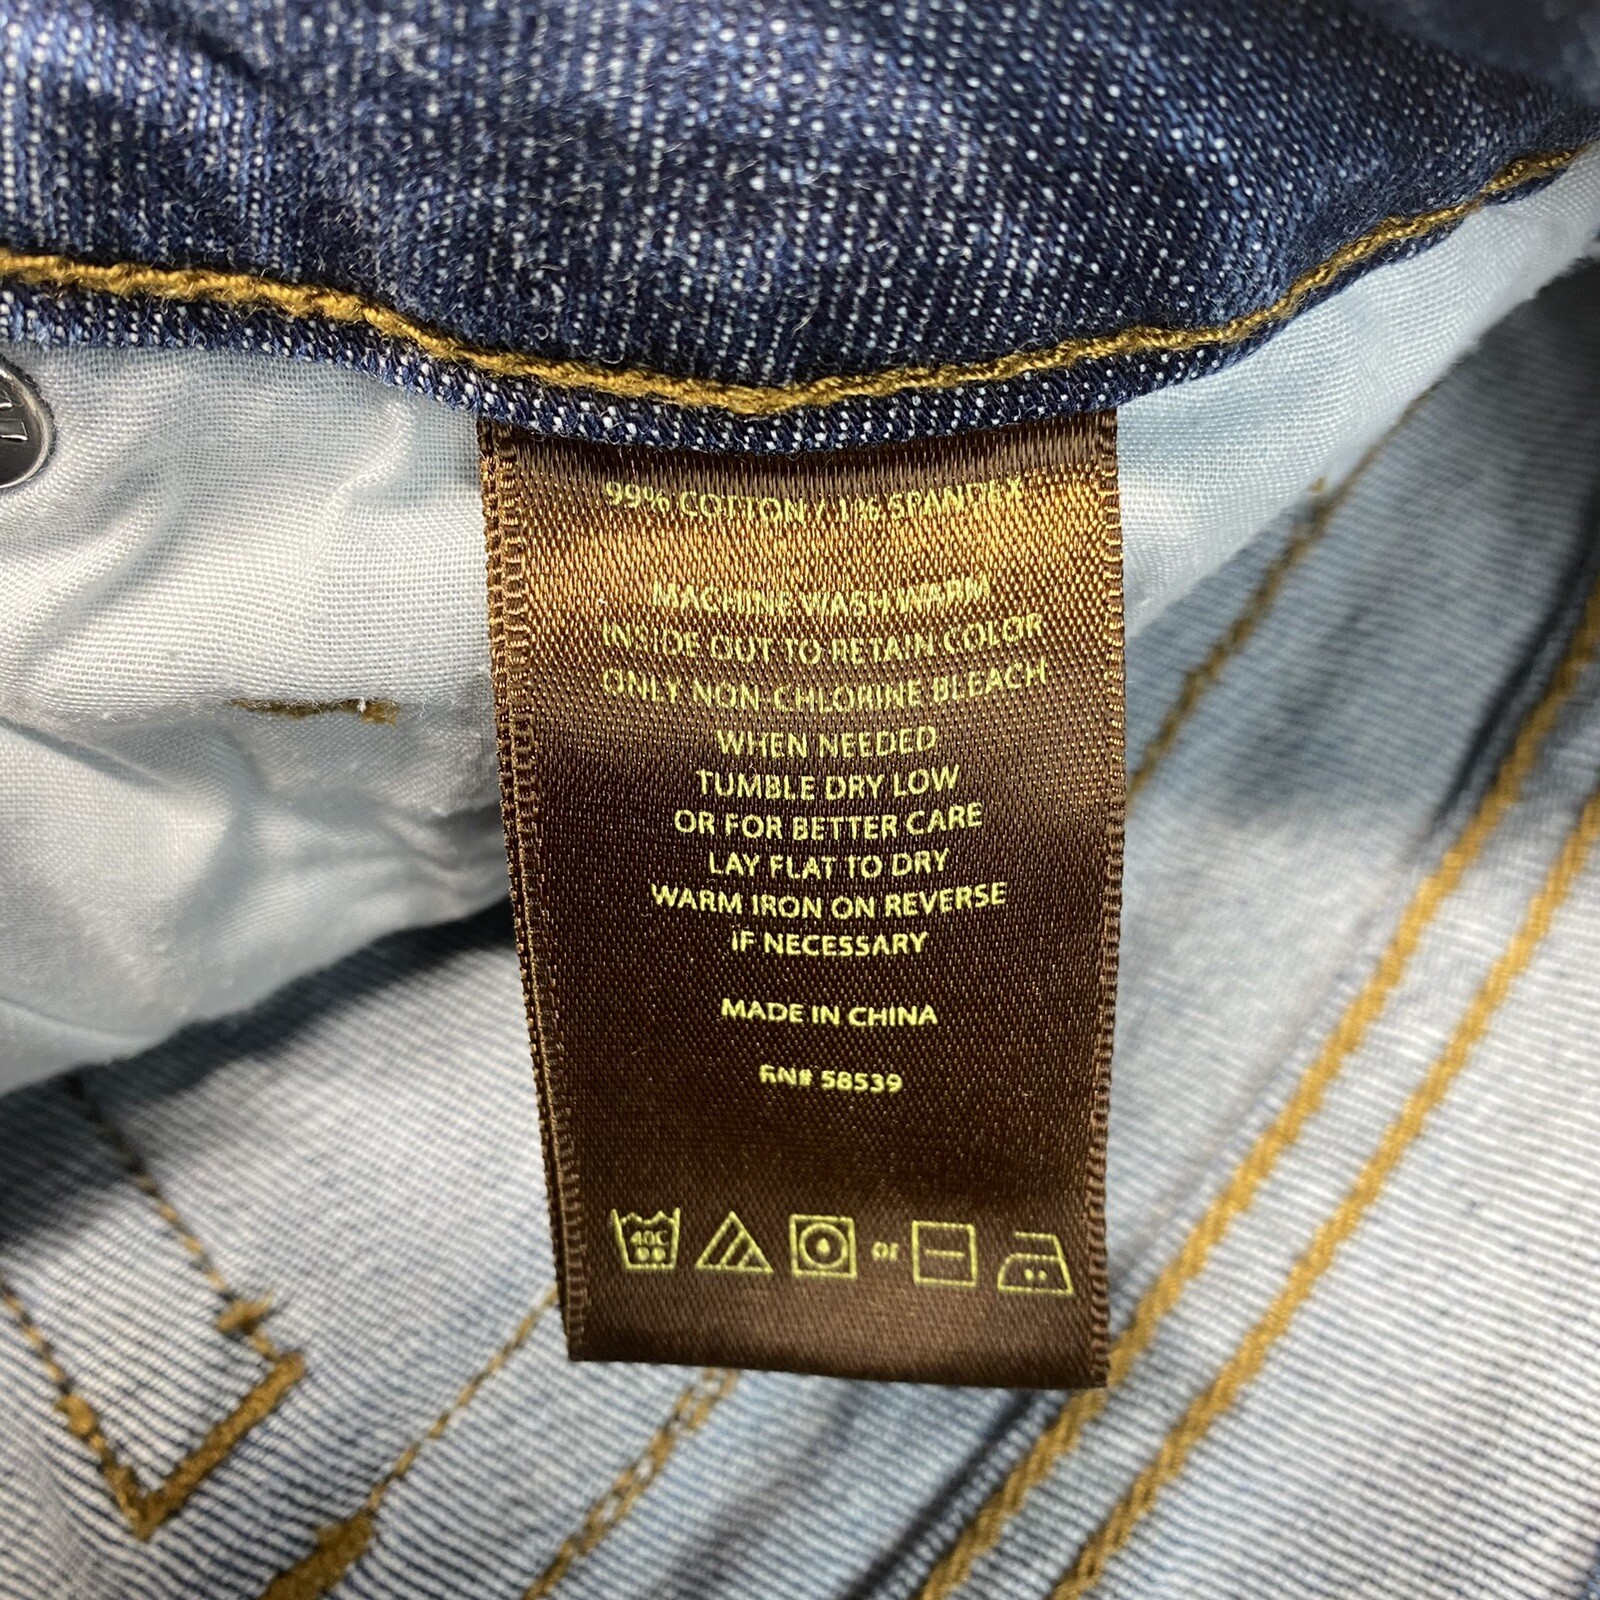 99% COTTON / 1% SPANDEX
MACHINE WASH WARM
INSIDE OUT TO RETAIN COLOR
ONLY NON-CHLORINE BLEACH
WHEN NEEDED
TUMBLE DRY LOW
OR FOR BETTER CARE
LAY FLAT TO DRY
WARM IRON ON REVERSE
IF NECESSARY
MADE IN CHINA
RN# 58539
40C or